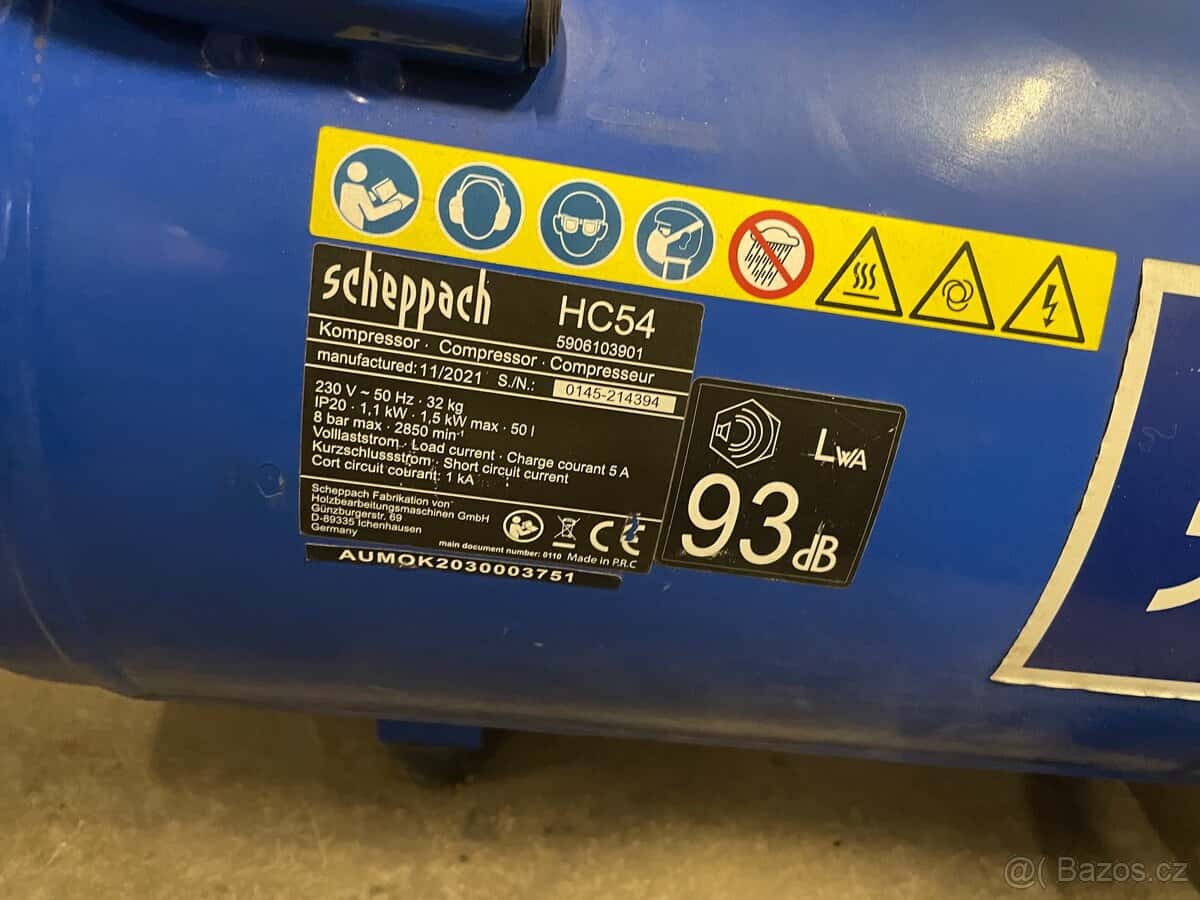 scheppach HC54
5906103901
Kompressor · Compressor · Compresseur
manufactured: 11/2021 S./N.: 0145-214394
230 V ~ 50 Hz · 32 kg
IP20 · 1,1 kW · 1,5 kW max · 50 l
8 bar max · 2850 min⁻¹
Volllaststrom · Load current · Charge courant 5 A
Kurzschlussström · Short circuit current
Cort circuit courant: 1 kA
Scheppach Fabrikation von
Holzbearbeitungsmaschinen GmbH
Günzburgerstr. 69
D-89335 Ichenhausen
Germany
CE
main document number: 0110 Made in P.R.C
AUMQK2030003751
LWA
93 dB
@( Bazos.cz